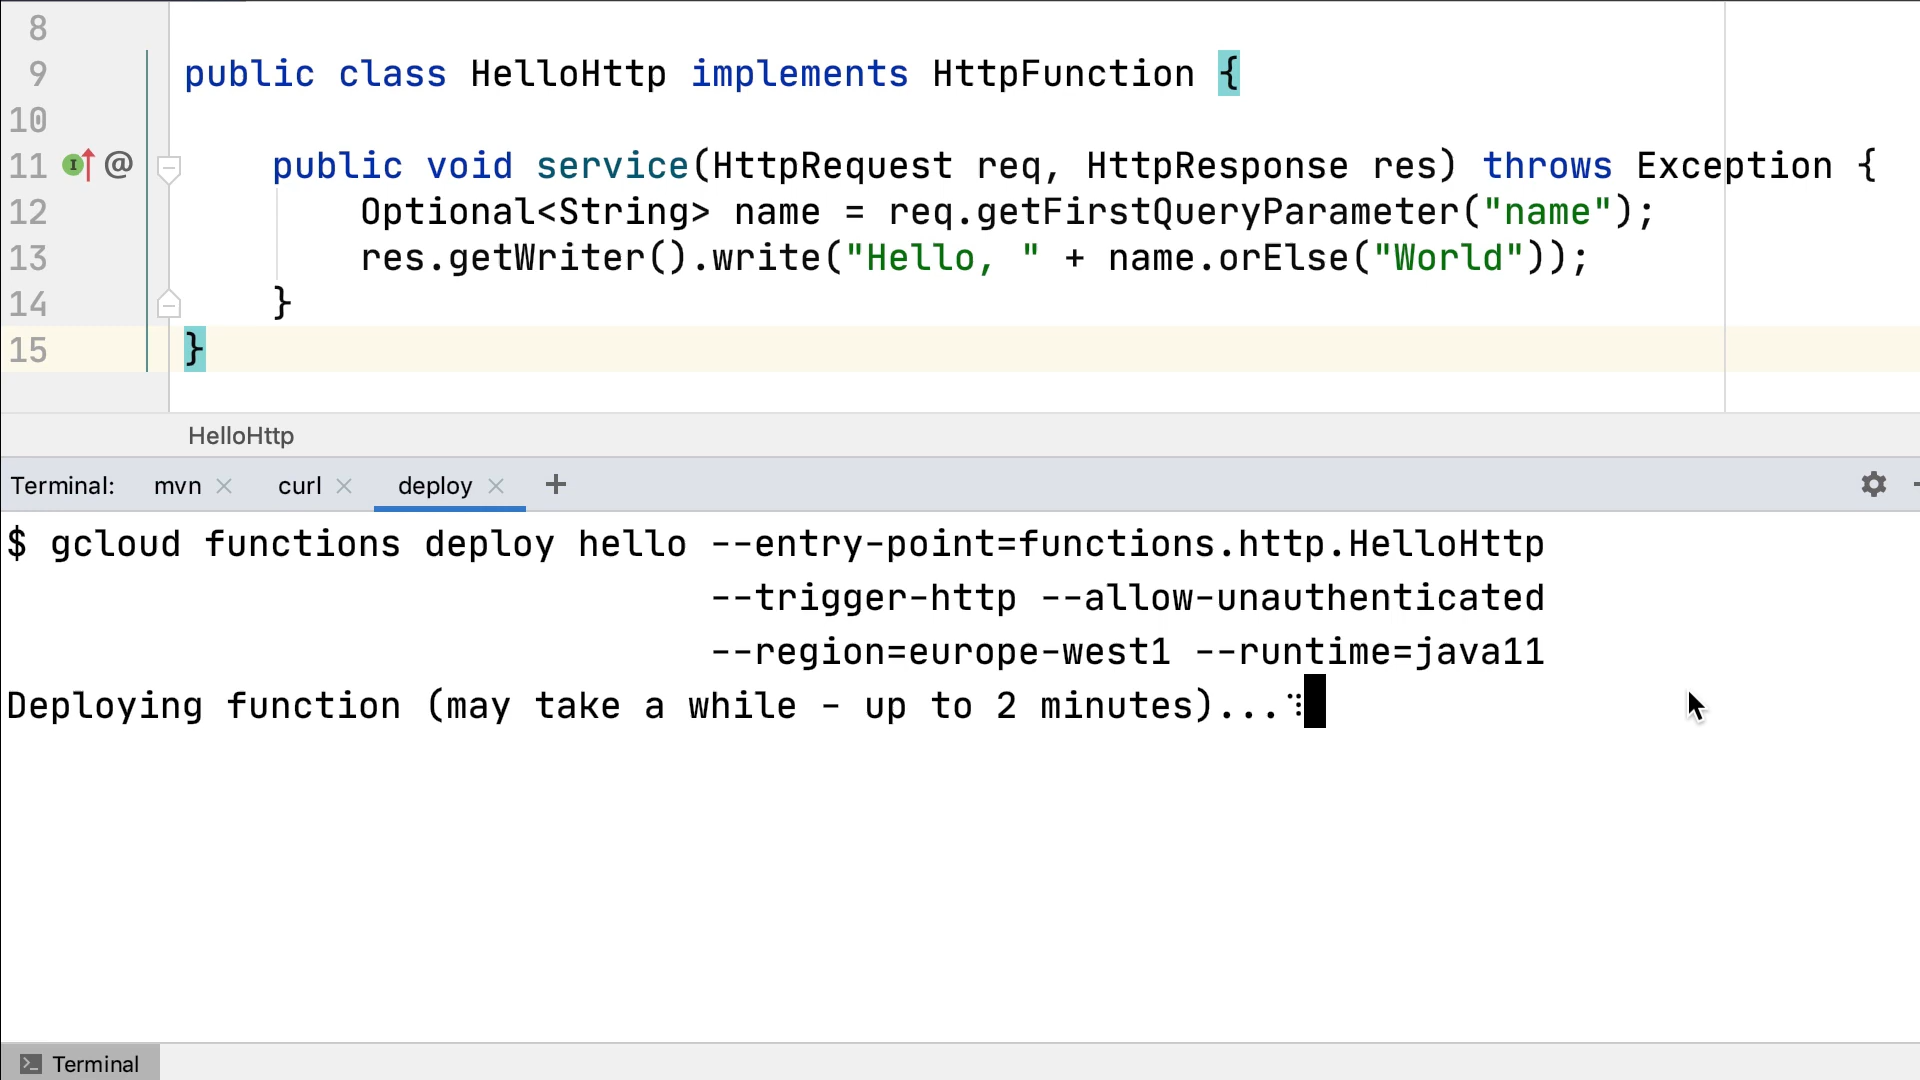 8
9 public class HelloHttp implements HttpFunction {
10
11 @ public void service(HttpRequest req, HttpResponse res) throws Exception {
12 Optional<String> name = req.getFirstQueryParameter("name");
13 res.getWriter().write("Hello, " + name.orElse("World"));
14 }
15 }
HelloHttp
Terminal: mvn × curl × deploy × +
$ gcloud functions deploy hello --entry-point=functions.http.HelloHttp
--trigger-http --allow-unauthenticated
--region=europe-west1 --runtime=java11
Deploying function (may take a while - up to 2 minutes)...
Terminal